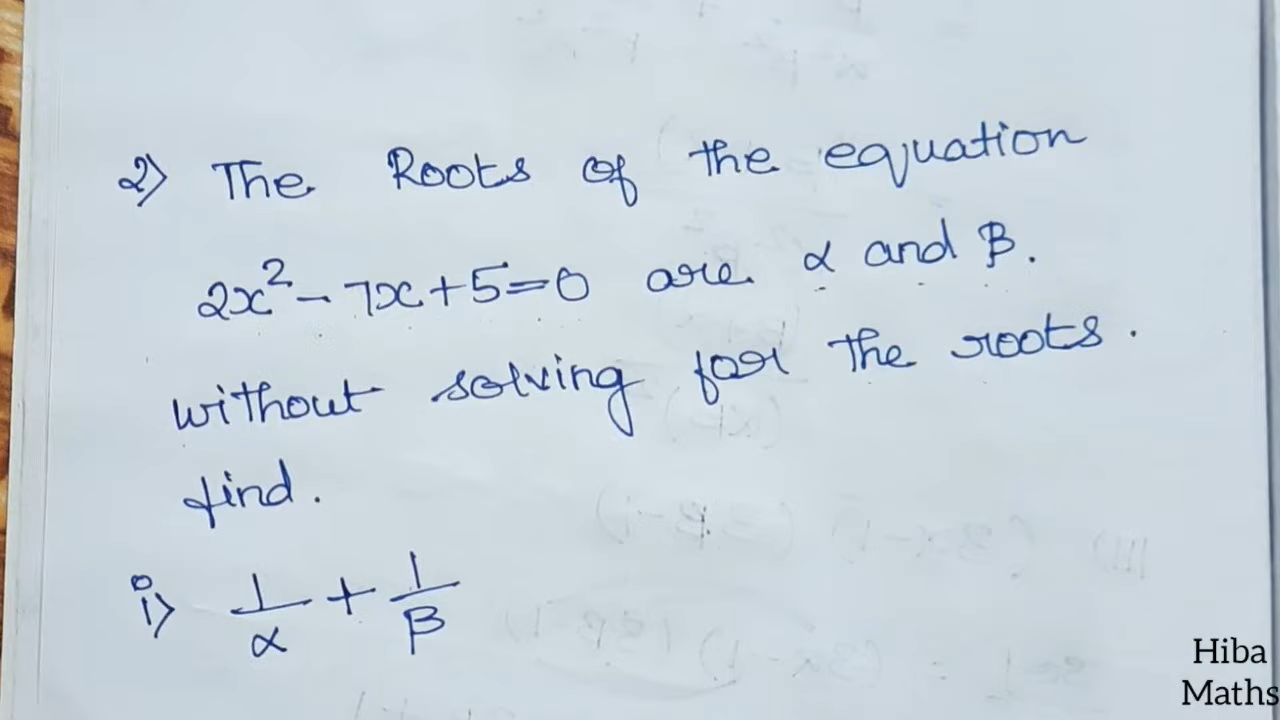 2) The Roots of the equation
2x² - 7x + 5 = 0 are α and β.
without solving for the roots.
find.
i) 1/α + 1/β
Hiba
Maths